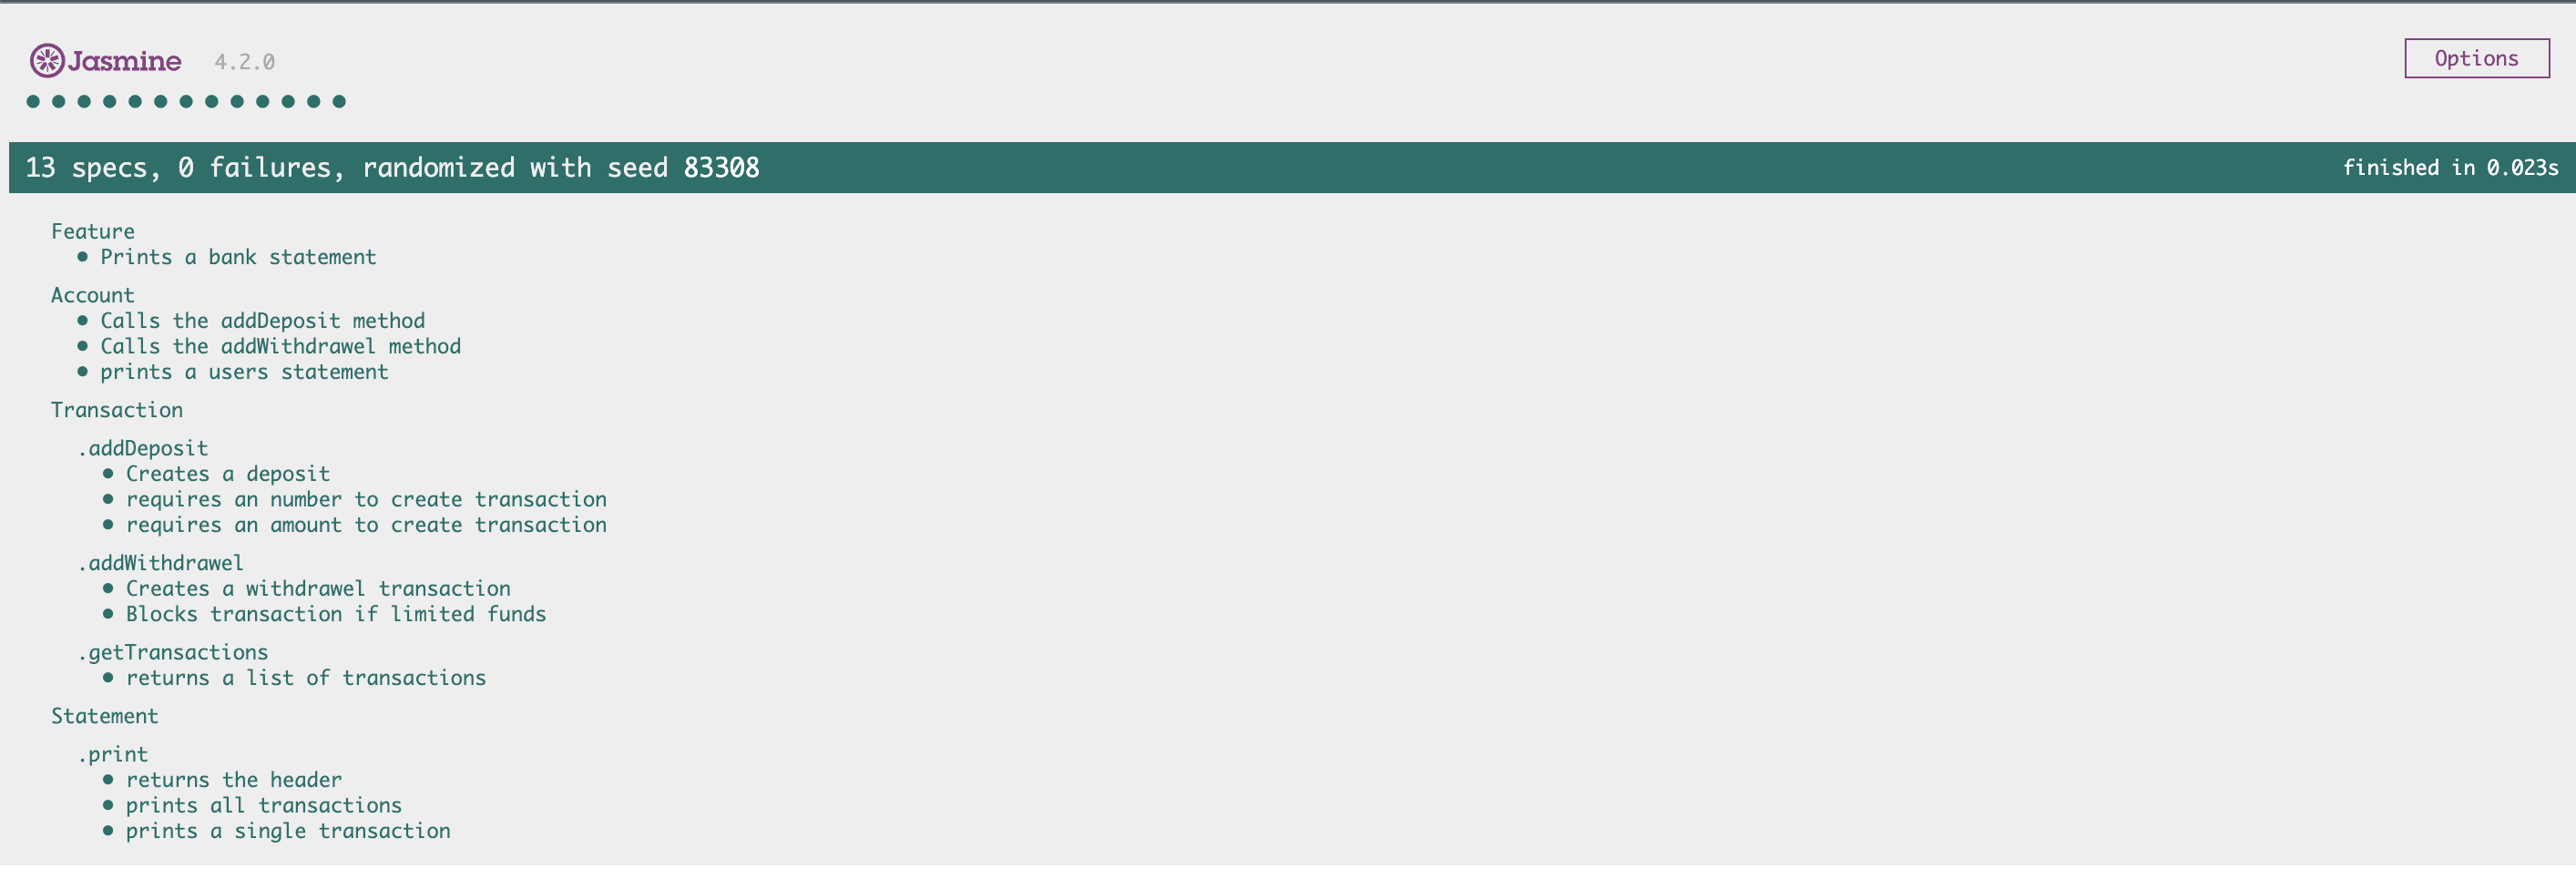 Jasmine 4.2.0
Options
13 specs, 0 failures, randomized with seed 83308
finished in 0.023s
Feature
• Prints a bank statement
Account
• Calls the addDeposit method
• Calls the addWithdrawel method
• prints a users statement
Transaction
.addDeposit
• Creates a deposit
• requires an number to create transaction
• requires an amount to create transaction
.addWithdrawel
• Creates a withdrawel transaction
• Blocks transaction if limited funds
.getTransactions
• returns a list of transactions
Statement
.print
• returns the header
• prints all transactions
• prints a single transaction